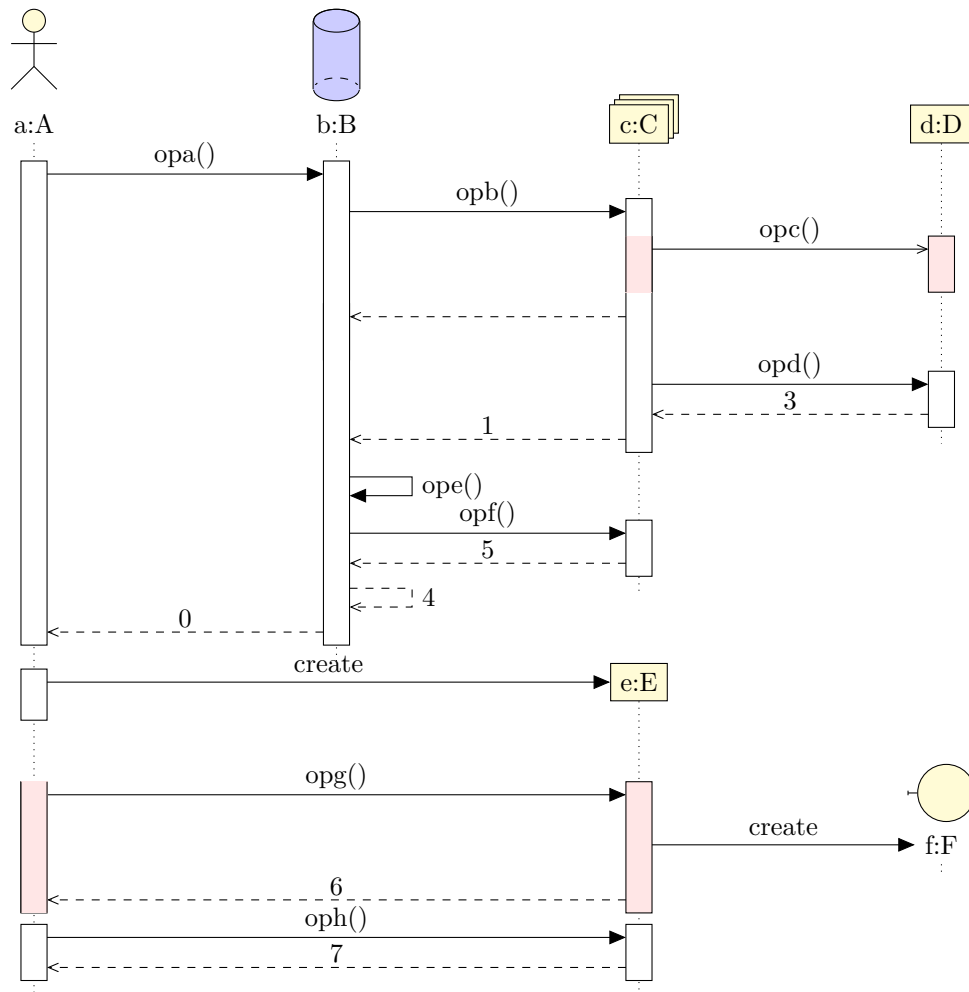 a:A
b:B
c:C
d:D
opa()
opb()
opc()
opd()
3
1
ope()
opf()
5
4
0
create
e:E
opg()
create
f:F
6
oph()
7